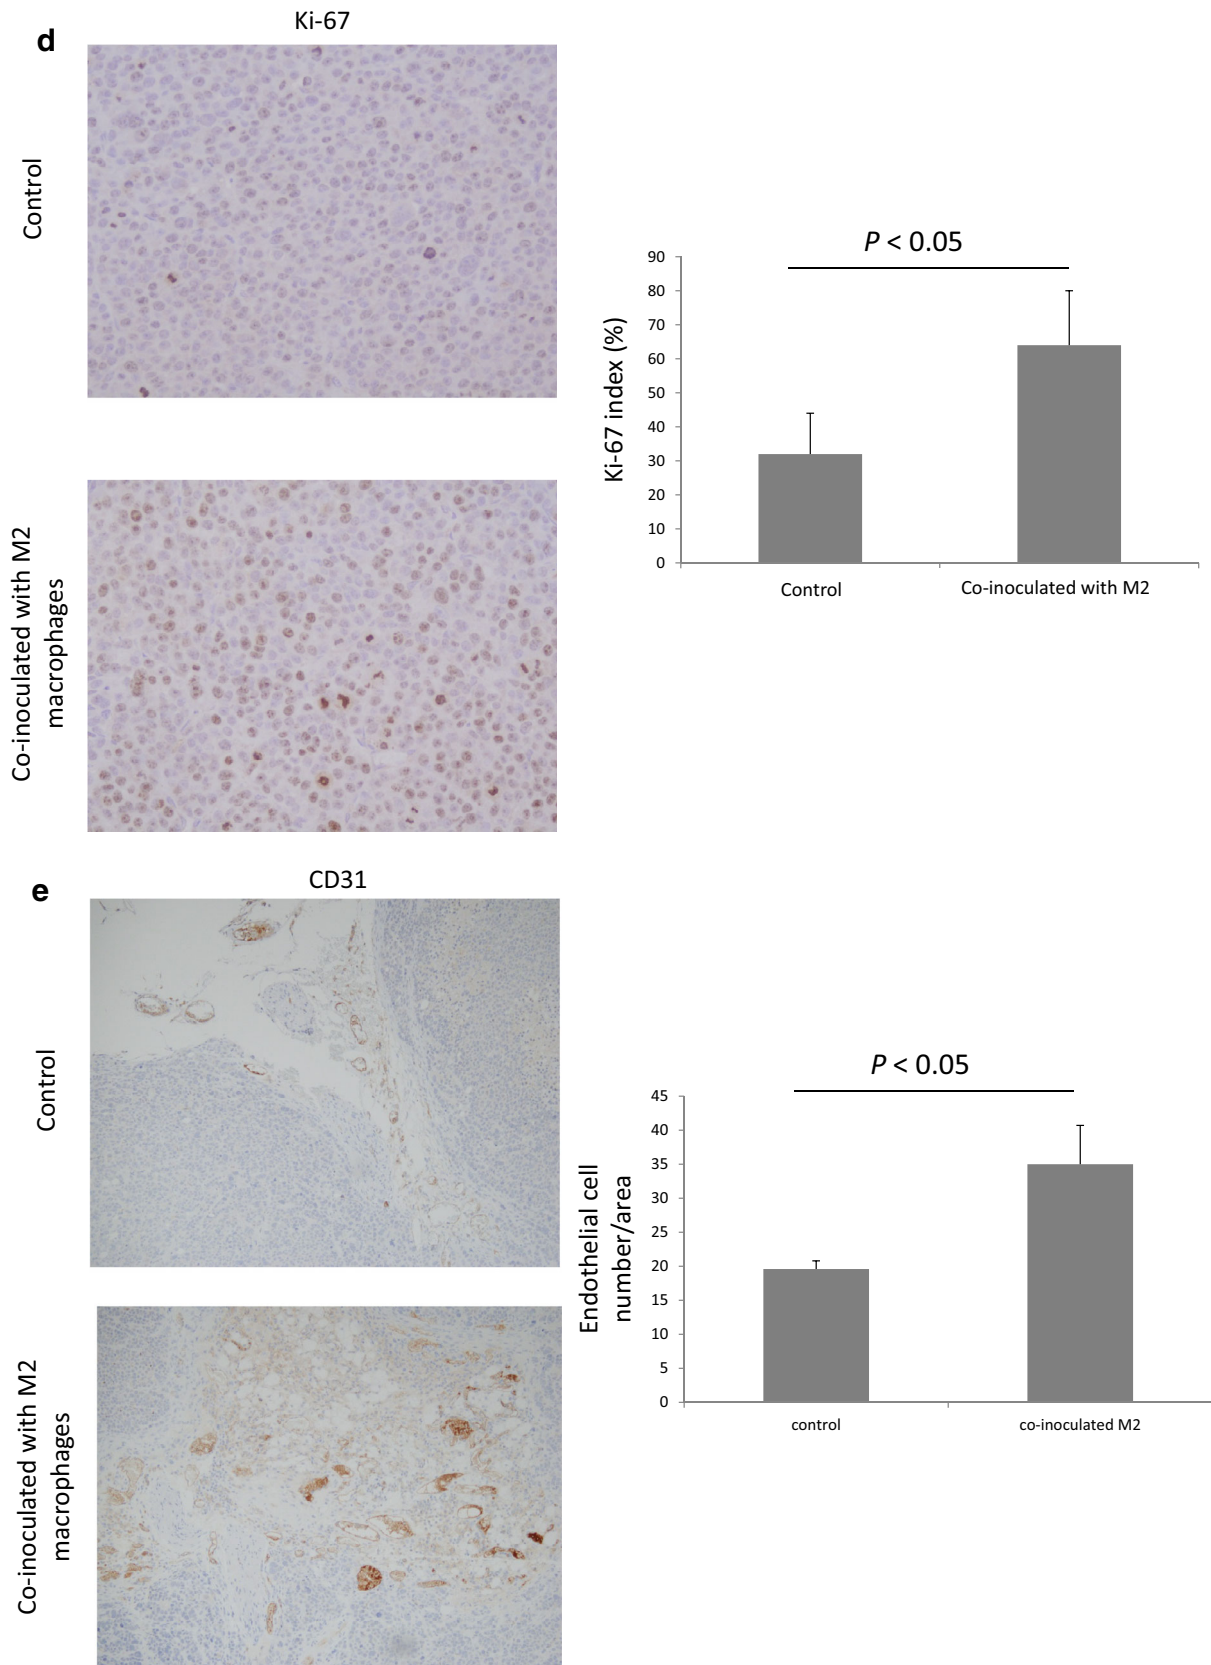 d
Ki-67
Control
Co-inoculated with M2
macrophages
P < 0.05
Ki-67 index (%)
90
80
70
60
50
40
30
20
10
0
Control
Co-inoculated with M2
e
CD31
Control
Co-inoculated with M2
macrophages
P < 0.05
Endothelial cell
number/area
45
40
35
30
25
20
15
10
5
0
control
co-inoculated M2